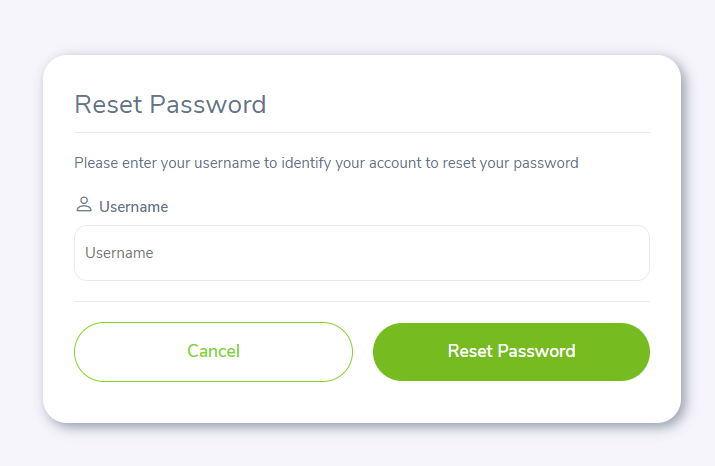 Reset Password
Please enter your username to identify your account to reset your password
Username
Username
Cancel
Reset Password